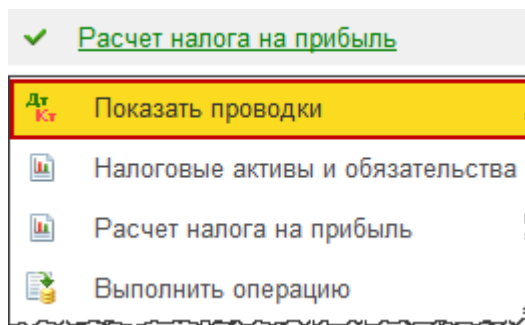 Расчет налога на прибыль
Дт Кт Показать проводки
Налоговые активы и обязательства
Расчет налога на прибыль
Выполнить операцию